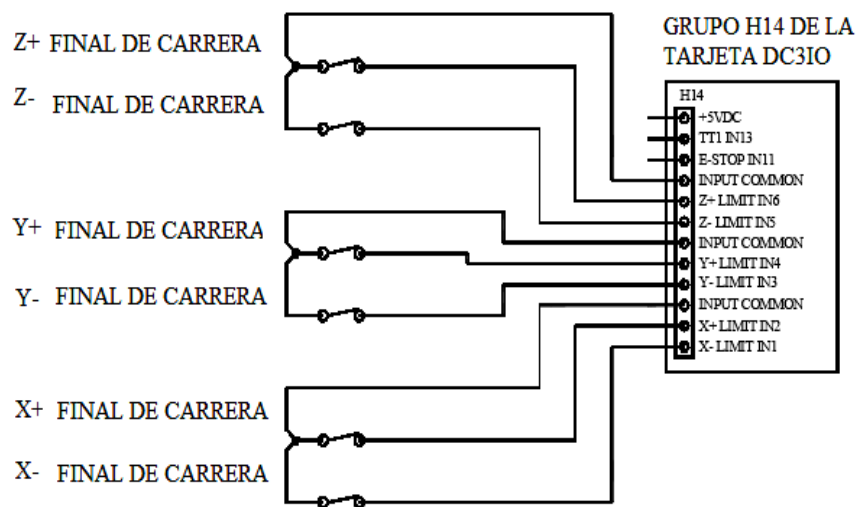 Z+ FINAL DE CARRERA
Z- FINAL DE CARRERA
Y+ FINAL DE CARRERA
Y- FINAL DE CARRERA
X+ FINAL DE CARRERA
X- FINAL DE CARRERA
GRUPO H14 DE LA
TARJETA DC3IO
H14
+5VDC
TT1 IN13
E-STOP IN11
INPUT COMMON
Z+ LIMIT IN6
Z- LIMIT IN5
INPUT COMMON
Y+ LIMIT IN4
Y- LIMIT IN3
INPUT COMMON
X+ LIMIT IN2
X- LIMIT IN1